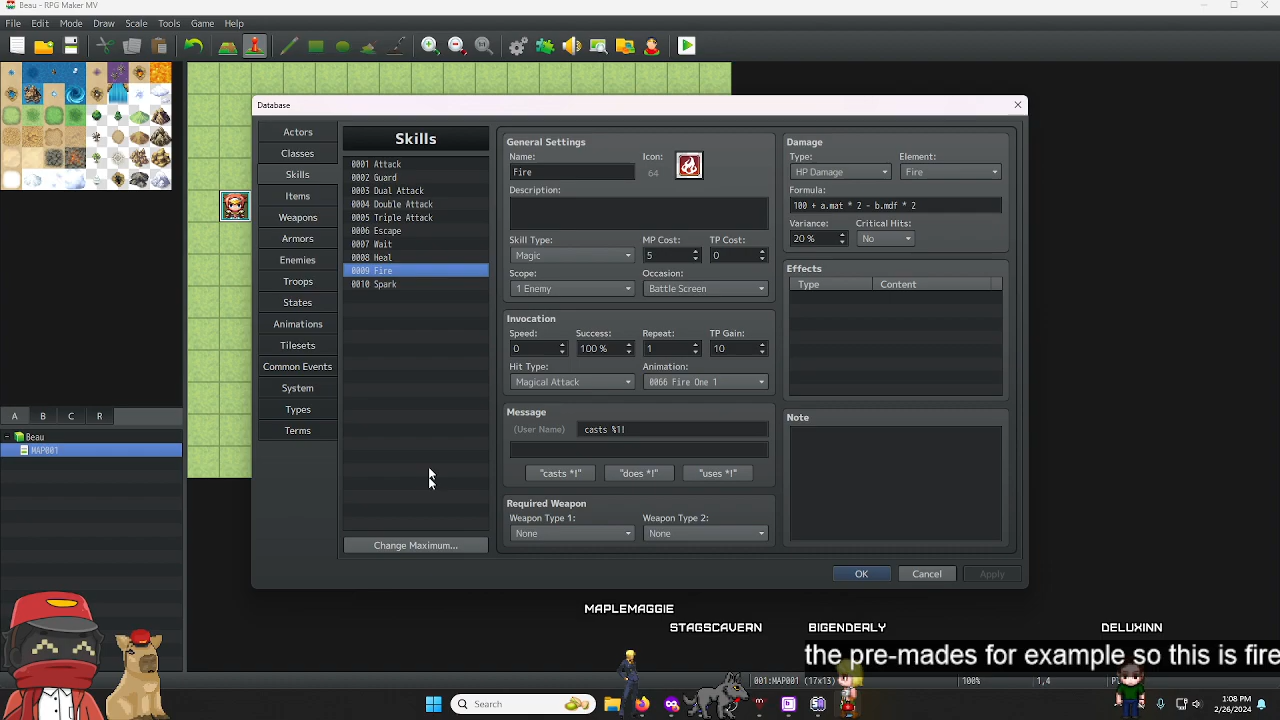 Beau - RPG Maker MV
File Edit Mode Draw Scale Tools Game Help
Database
Actors
Classes
Skills
Items
Weapons
Armors
Enemies
Troops
States
Animations
Tilesets
Common Events
System
Types
Terms
Skills
0001 Attack
0002 Guard
0003 Dual Attack
0004 Double Attack
0005 Triple Attack
0006 Escape
0007 Wait
0008 Heal
0009 Fire
0010 Spark
Change Maximum...
General Settings
Name: Icon:
Fire 64
Description:
Skill Type: MP Cost: TP Cost:
Magic 5 0
Scope: Occasion:
1 Enemy Battle Screen
Invocation
Speed: Success: Repeat: TP Gain:
0 100 % 1 10
Hit Type: Animation:
Magical Attack 0066 Fire One 1
Message
(User Name) casts %1!
"casts *!" "does *!" "uses *!"
Required Weapon
Weapon Type 1: Weapon Type 2:
None None
Damage
Type: Element:
HP Damage Fire
Formula:
100 + a.mat * 2 - b.mdf * 2
Variance: Critical Hits:
20 % No
Effects
Type Content
Note
OK Cancel Apply
A B C R
Beau
MAP001
MAPLEMAGGIE
STAGSCAVERN BIGENDERLY DELUXINN
the pre-mades for example so this is fire
001:MAP001 (17x13) 100% 1,4
Search
1:08 PM
2/26/2024